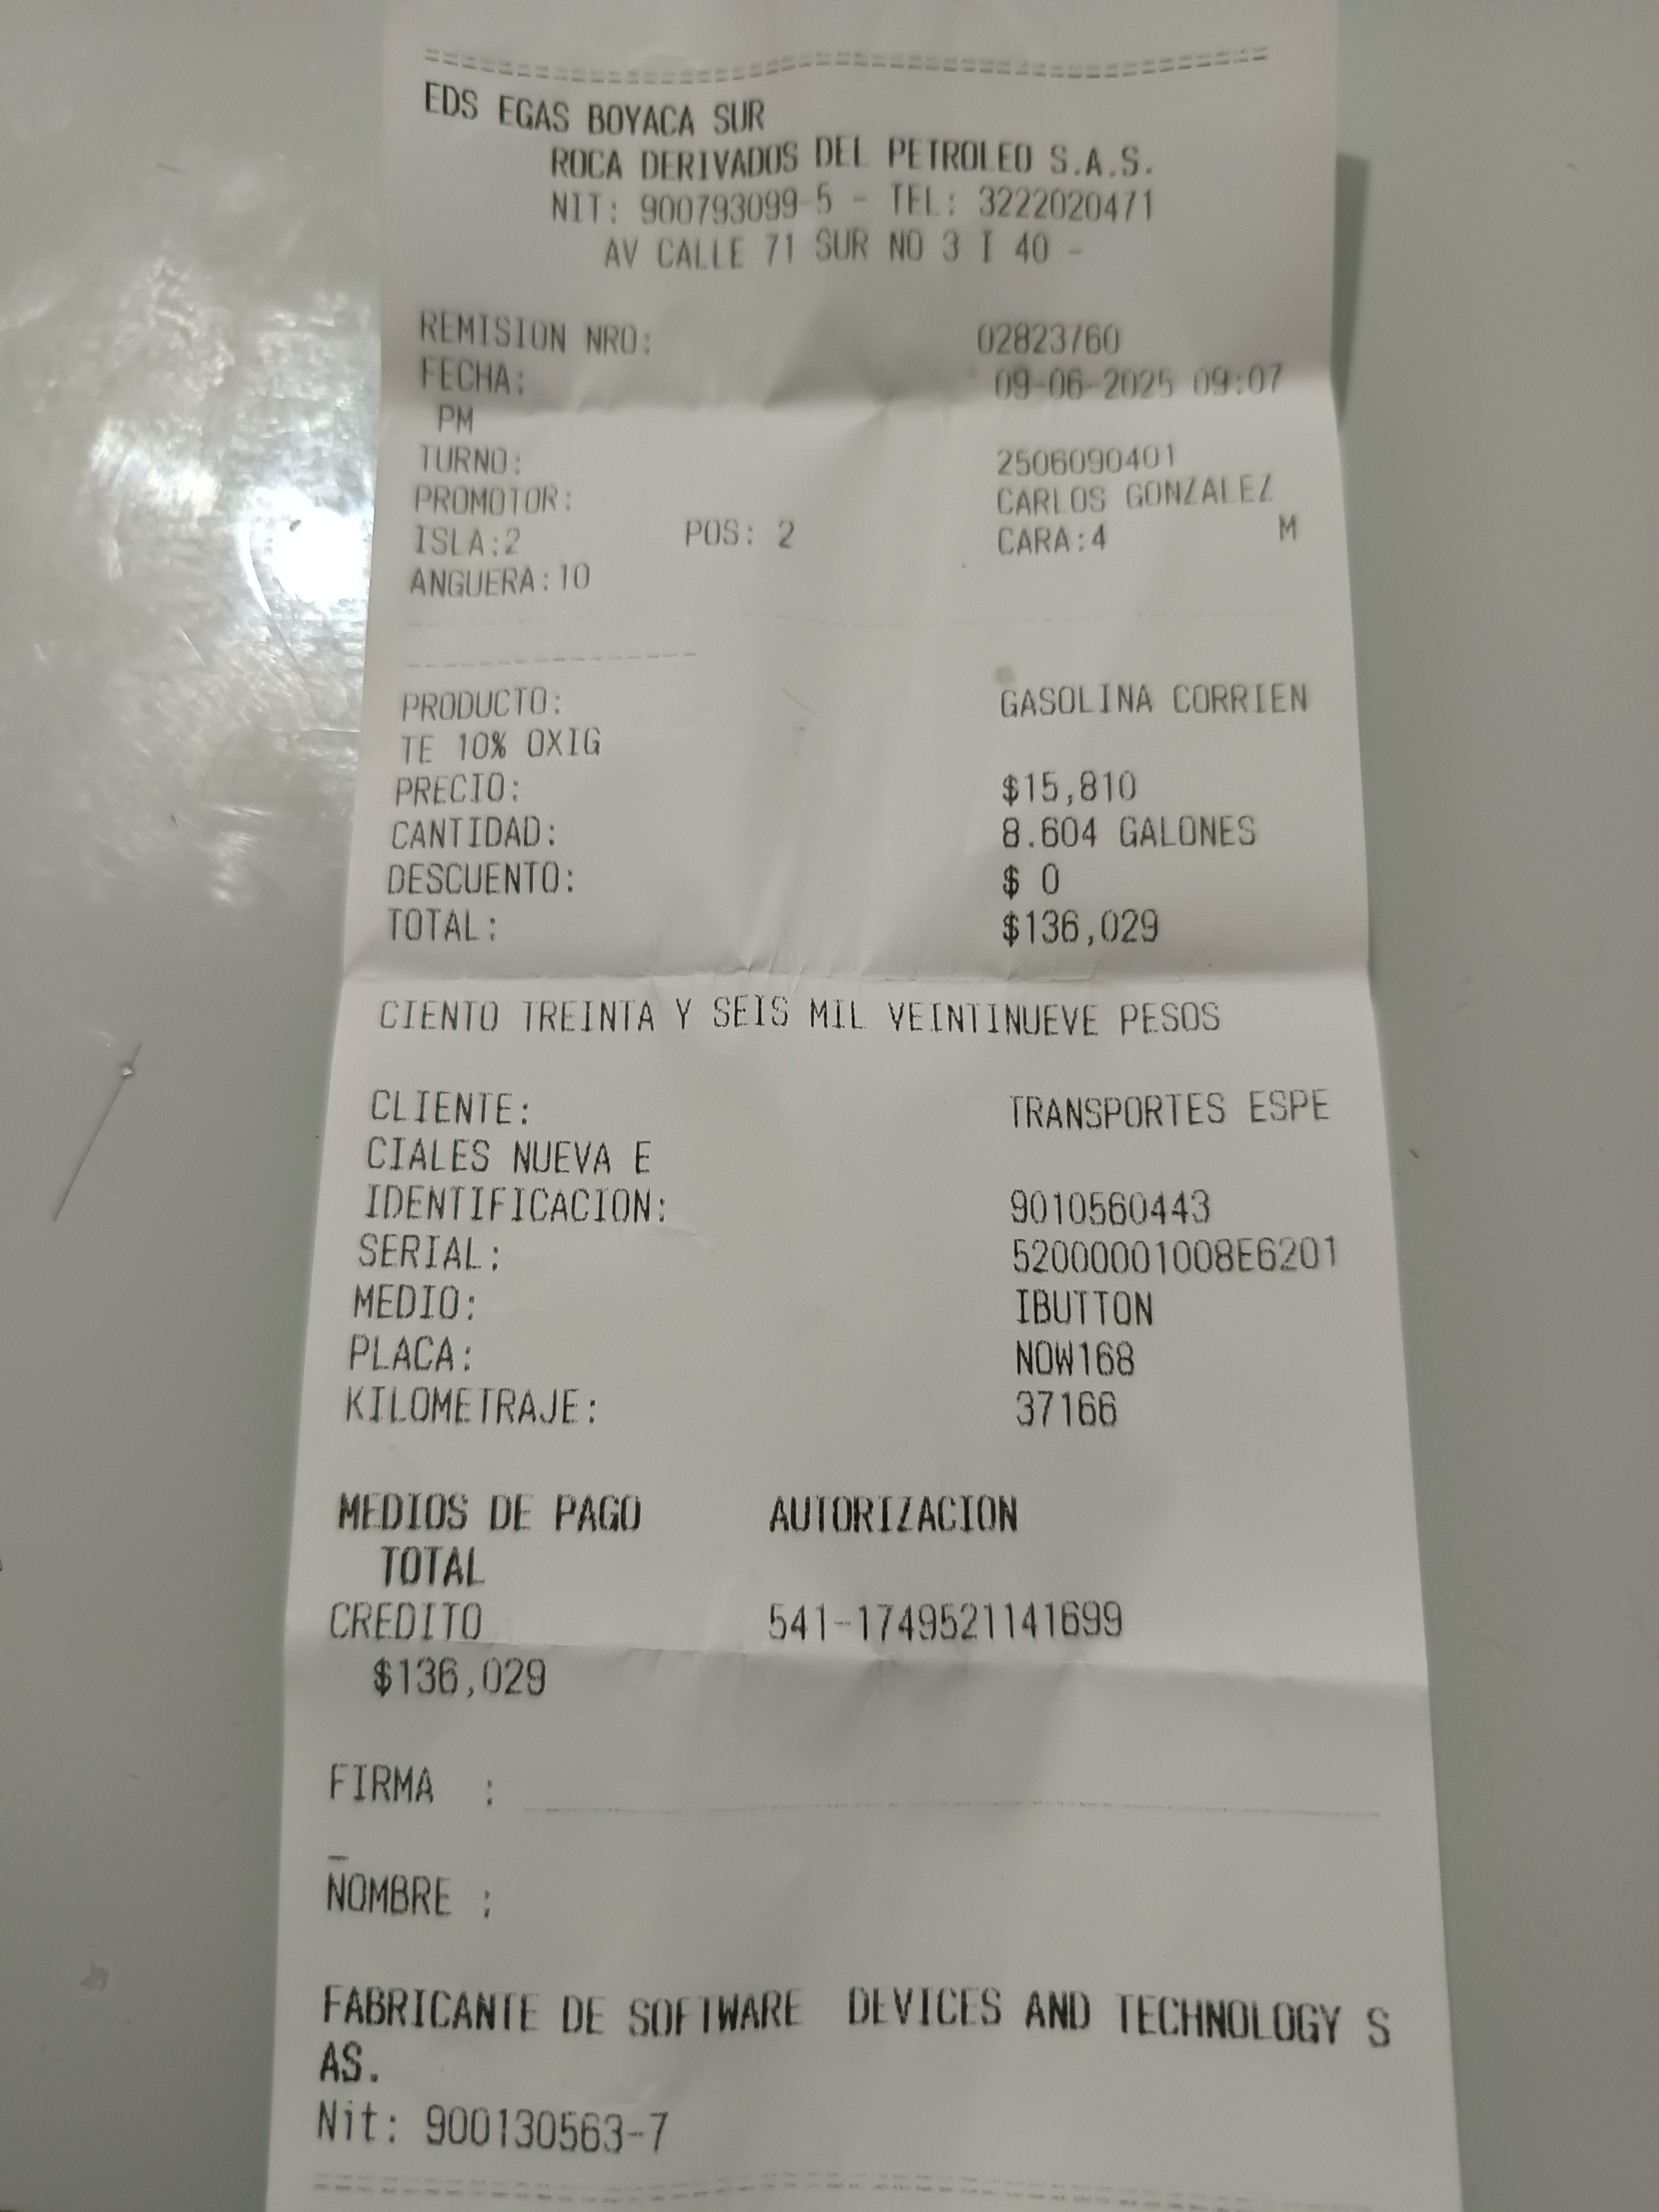 EDS EGAS BOYACA SUR
ROCA DERIVADOS DEL PETROLEO S.A.S.
NIT: 900793099-5 - TEL: 3222020471
AV CALLE 71 SUR NO 3 I 40 -
REMISION NRO: 02823760
FECHA: 09-06-2025 09:07
PM
TURNO: 2506090401
PROMOTOR: CARLOS GONZALEZ
ISLA:2 POS: 2 CARA:4 M
ANGUERA:10
PRODUCTO: GASOLINA CORRIEN
TE 10% OXIG
PRECIO: $15,810
CANTIDAD: 8.604 GALONES
DESCUENTO: $ 0
TOTAL: $136,029
CIENTO TREINTA Y SEIS MIL VEINTINUEVE PESOS
CLIENTE: TRANSPORTES ESPE
CIALES NUEVA E
IDENTIFICACION: 9010560443
SERIAL: 52000001008E6201
MEDIO: IBUTTON
PLACA: NOW168
KILOMETRAJE: 37166
MEDIOS DE PAGO AUTORIZACION
TOTAL
CREDITO 541-1749521141699
$136,029
FIRMA :
NOMBRE :
FABRICANTE DE SOFTWARE DEVICES AND TECHNOLOGY S
AS.
Nit: 900130563-7